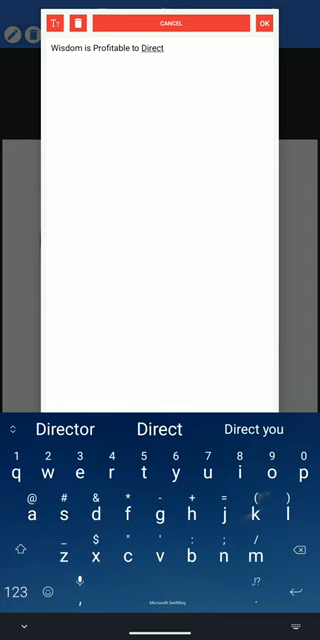 Tт CANCEL OK
Wisdom is Profitable to Direct
Director Direct Direct you
1 2 3 4 5 6 7 8 9 0
q w e r t y u i o p
@ # & * - + = ( )
a s d f g h j k l
_ $ " ' : ; /
z x c v b n m
123 , Microsoft SwiftKey ,!? .